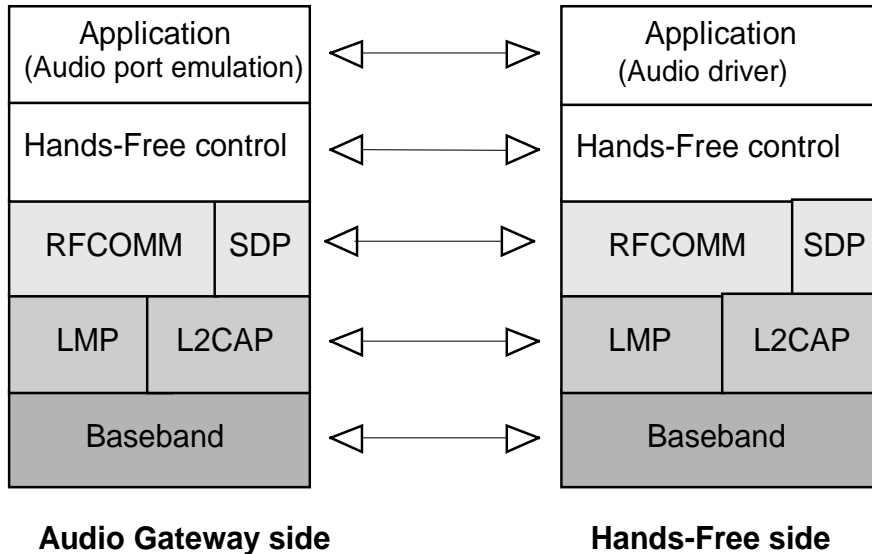 Application
(Audio port emulation)
Hands-Free control
RFCOMM
SDP
LMP
L2CAP
Baseband
Audio Gateway side
Application
(Audio driver)
Hands-Free control
RFCOMM
SDP
LMP
L2CAP
Baseband
Hands-Free side